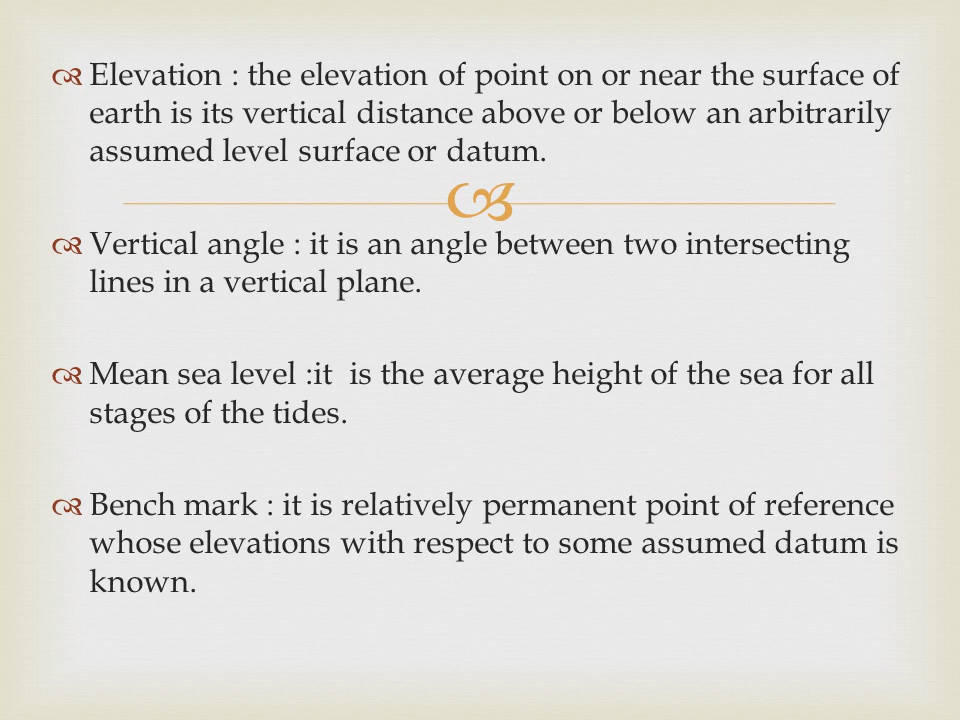 Elevation : the elevation of point on or near the surface of
earth is its vertical distance above or below an arbitrarily
assumed level surface or datum.
Vertical angle : it is an angle between two intersecting
lines in a vertical plane.
Mean sea level :it  is the average height of the sea for all
stages of the tides.
Bench mark : it is relatively permanent point of reference
whose elevations with respect to some assumed datum is
known.